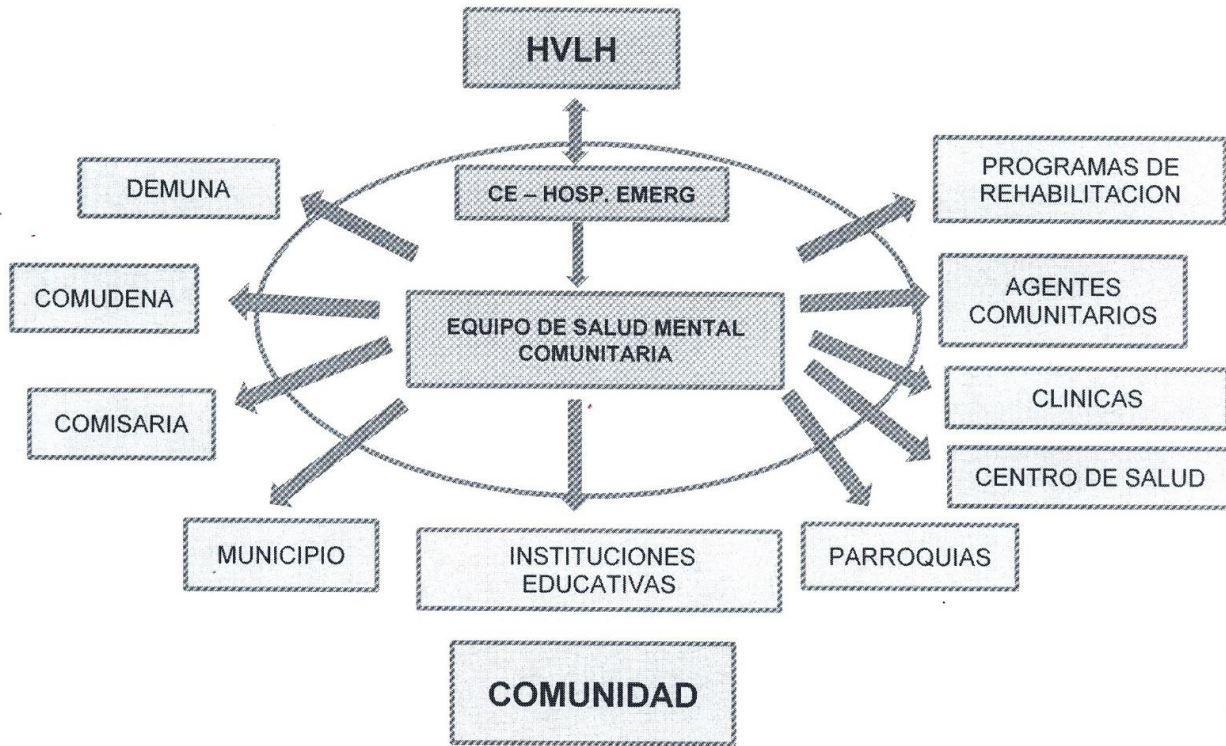 HVLH
DEMUNA
CE – HOSP. EMERG
PROGRAMAS DE
REHABILITACION
COMUDENA
EQUIPO DE SALUD MENTAL
COMUNITARIA
AGENTES
COMUNITARIOS
COMISARIA
CLINICAS
CENTRO DE SALUD
MUNICIPIO
INSTITUCIONES
EDUCATIVAS
PARROQUIAS
COMUNIDAD